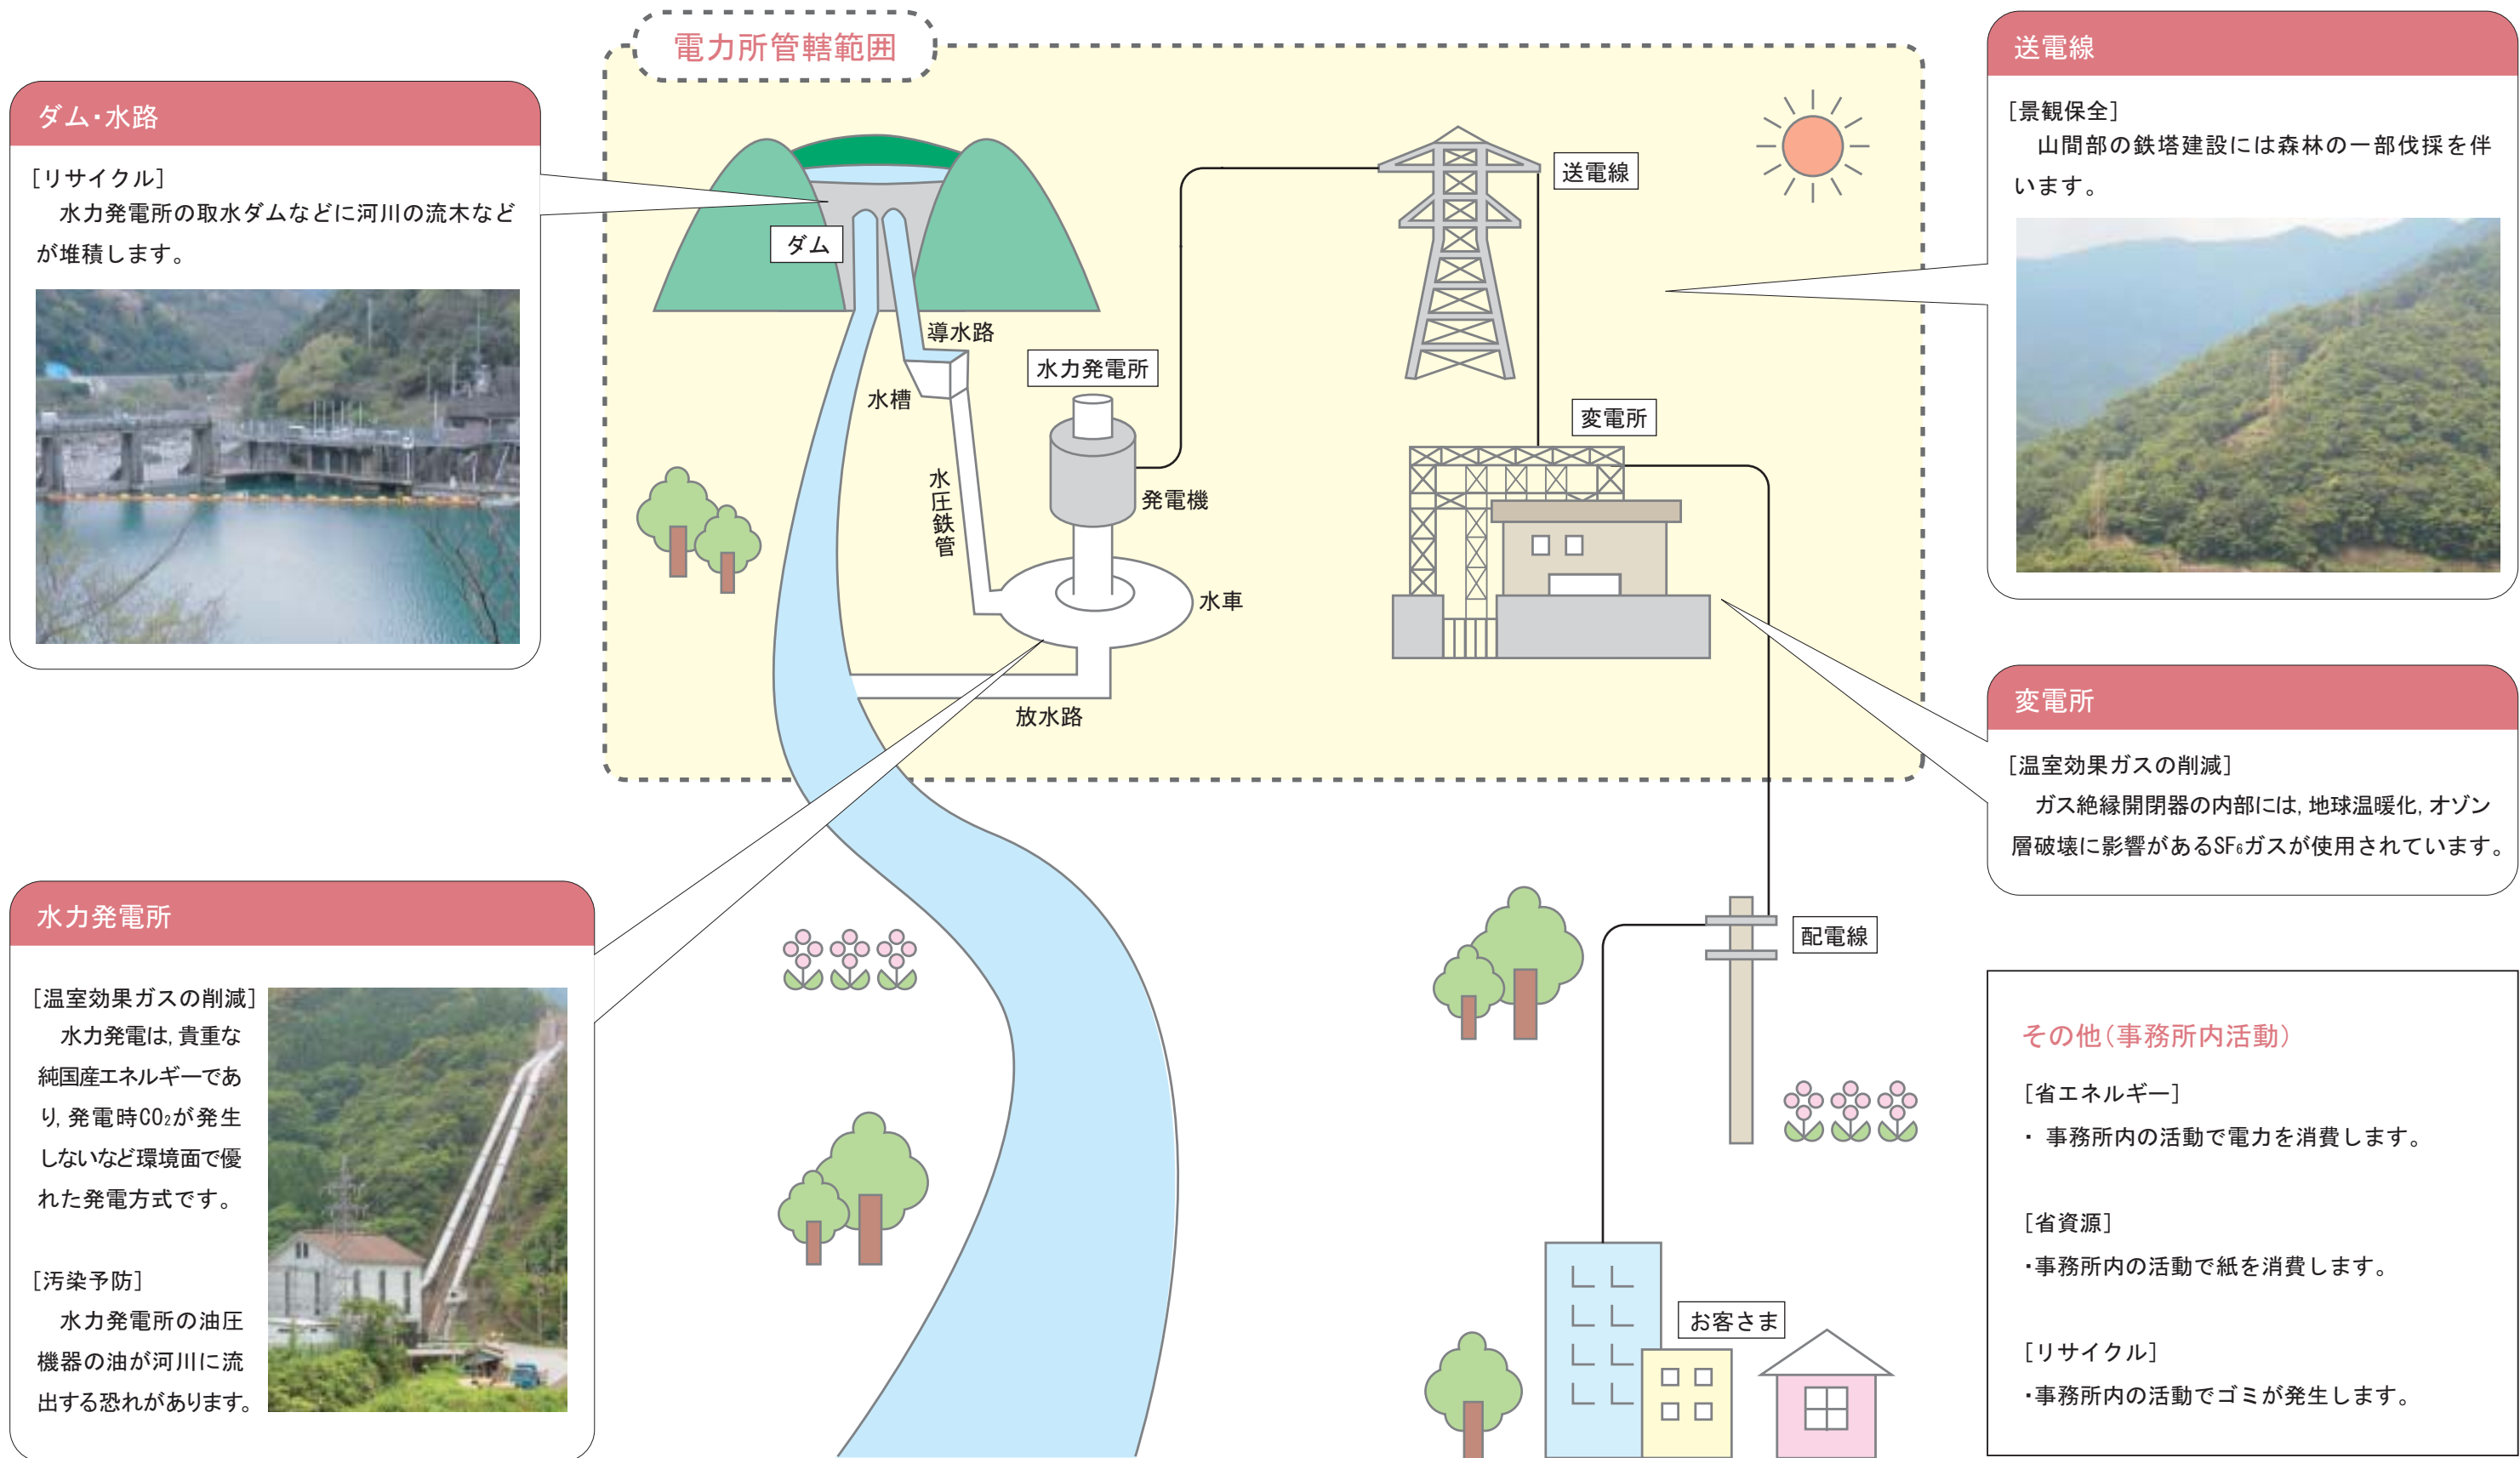 電力所管轄範囲
ダム・水路
[リサイクル]
水力発電所の取水ダムなどに河川の流木など
が堆積します。
水力発電所
[温室効果ガスの削減]
水力発電は,貴重な
純国産エネルギーであ
り,発電時CO₂が発生
しないなど環境面で優
れた発電方式です。
[汚染予防]
水力発電所の油圧
機器の油が河川に流
出する恐れがあります。
ダム
導水路
水槽
水圧鉄管
水力発電所
発電機
水車
放水路
送電線
変電所
配電線
お客さま
送電線
[景観保全]
山間部の鉄塔建設には森林の一部伐採を伴
います。
変電所
[温室効果ガスの削減]
ガス絶縁開閉器の内部には,地球温暖化,オゾン
層破壊に影響があるSF₆ガスが使用されています。
その他(事務所内活動)
[省エネルギー]
・ 事務所内の活動で電力を消費します。
[省資源]
・事務所内の活動で紙を消費します。
[リサイクル]
・事務所内の活動でゴミが発生します。